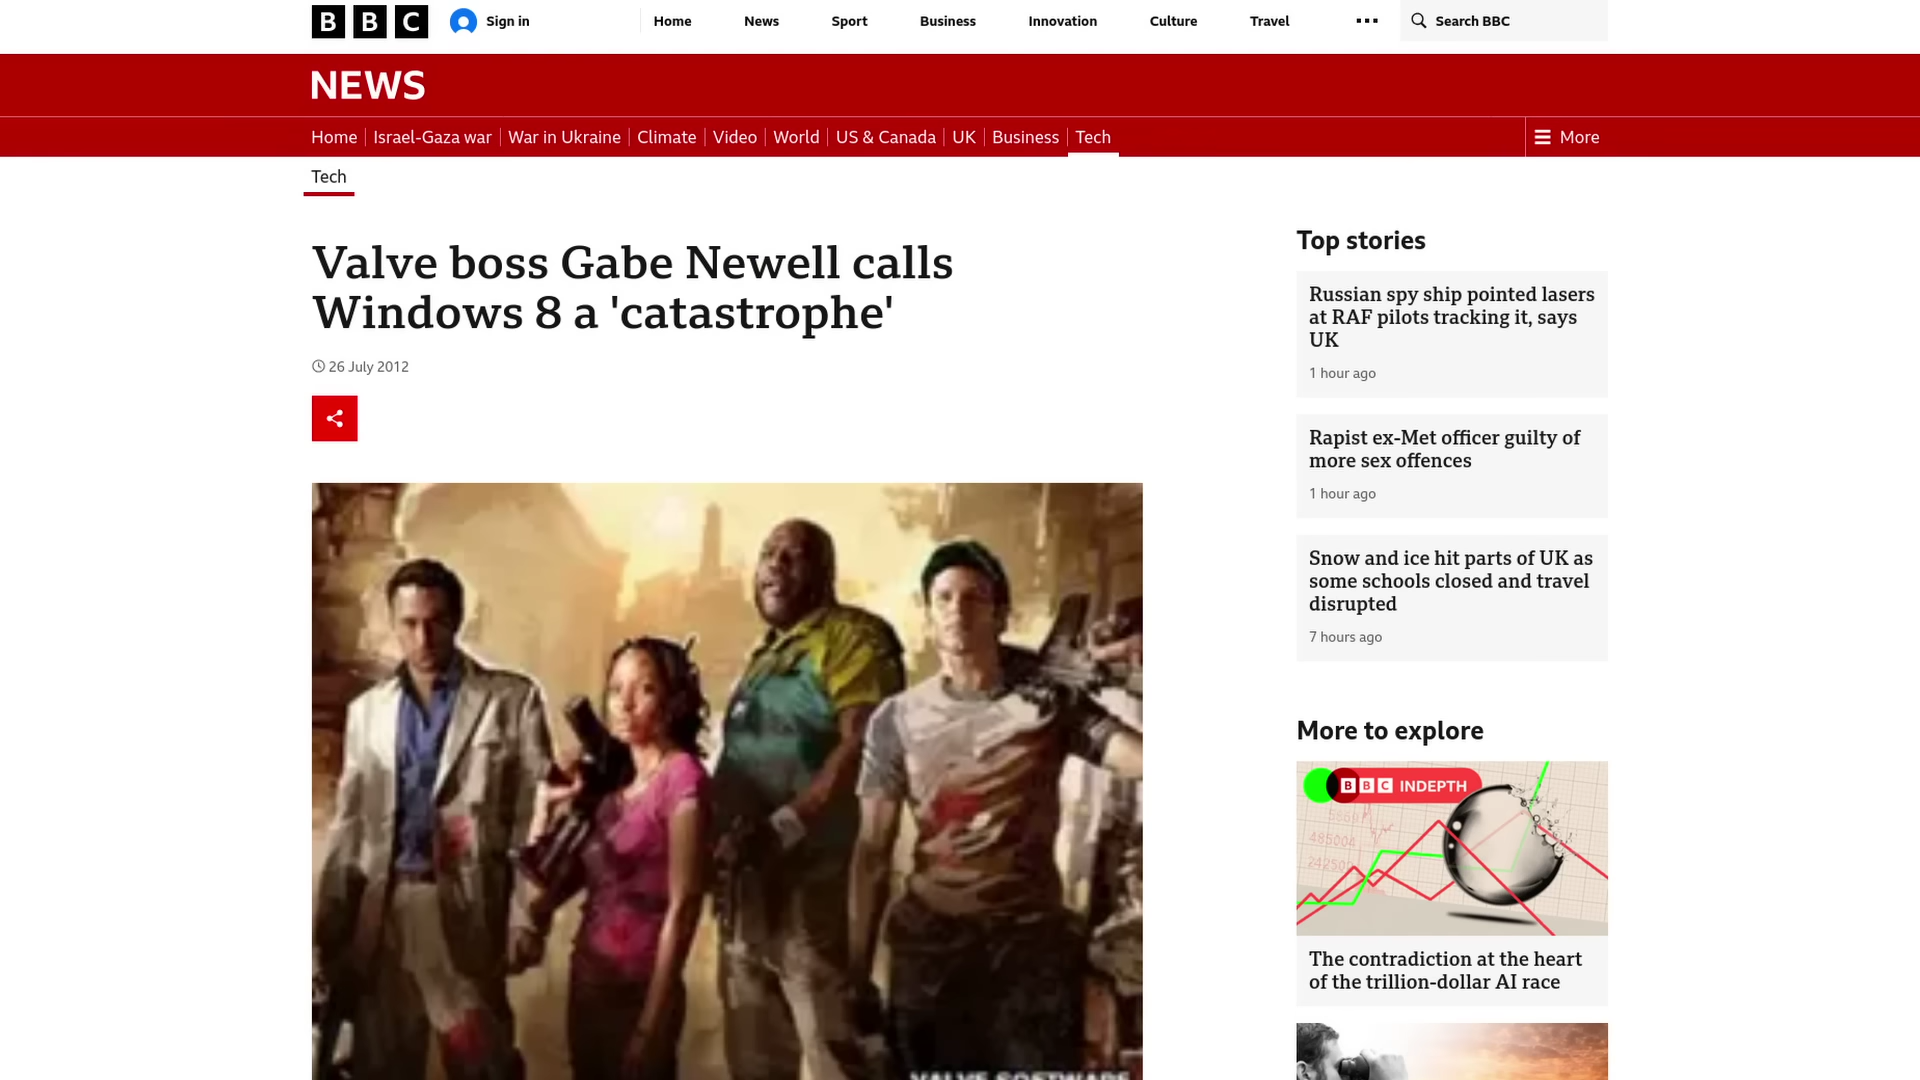 BBC
Sign in
Home
News
Sport
Business
Innovation
Culture
Travel
Search BBC
NEWS
Home
Israel-Gaza war
War in Ukraine
Climate
Video
World
US & Canada
UK
Business
Tech
More
Tech
Valve boss Gabe Newell calls
Windows 8 a 'catastrophe'
26 July 2012
VALVE SOFTWARE
Top stories
Russian spy ship pointed lasers
at RAF pilots tracking it, says
UK
1 hour ago
Rapist ex-Met officer guilty of
more sex offences
1 hour ago
Snow and ice hit parts of UK as
some schools closed and travel
disrupted
7 hours ago
More to explore
BBC INDEPTH
485004
The contradiction at the heart
of the trillion-dollar AI race